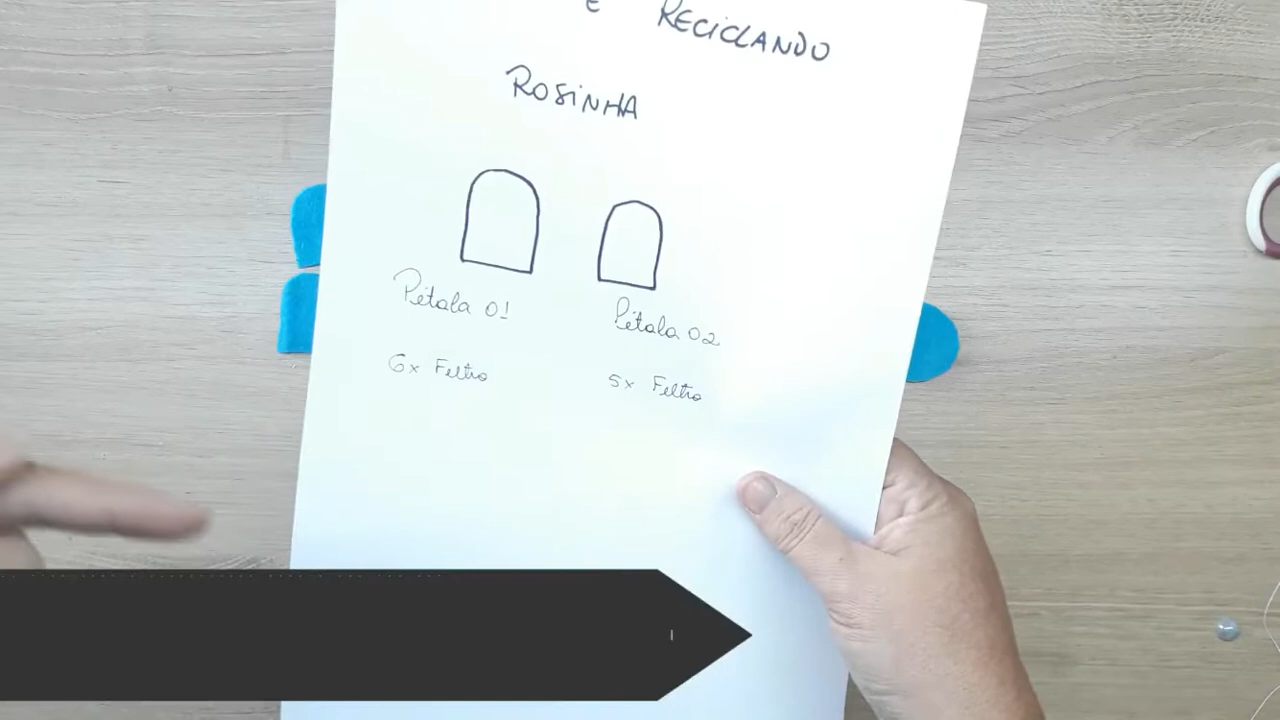 E RECICLANDO
ROSINHA
Pétala 01
Pétala 02
6x Feltro
5x Feltro